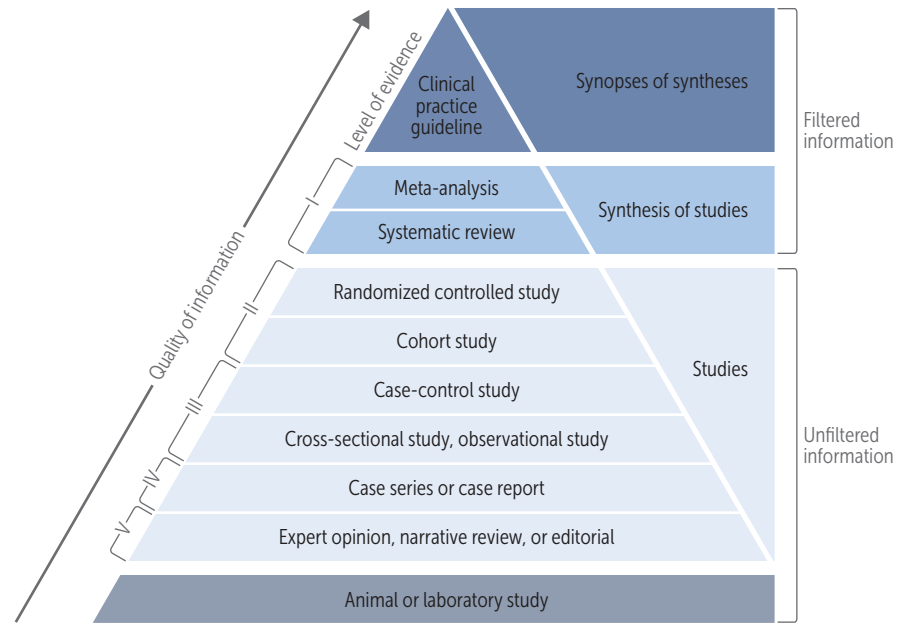 Level of evidence
Quality of information
Clinical
practice
guideline
Synopses of syntheses
Filtered
information
I
Meta-analysis
Systematic review
Synthesis of studies
II
Randomized controlled study
Cohort study
Studies
III
Case-control study
Cross-sectional study, observational study
Unfiltered
information
IV
Case series or case report
V
Expert opinion, narrative review, or editorial
Animal or laboratory study